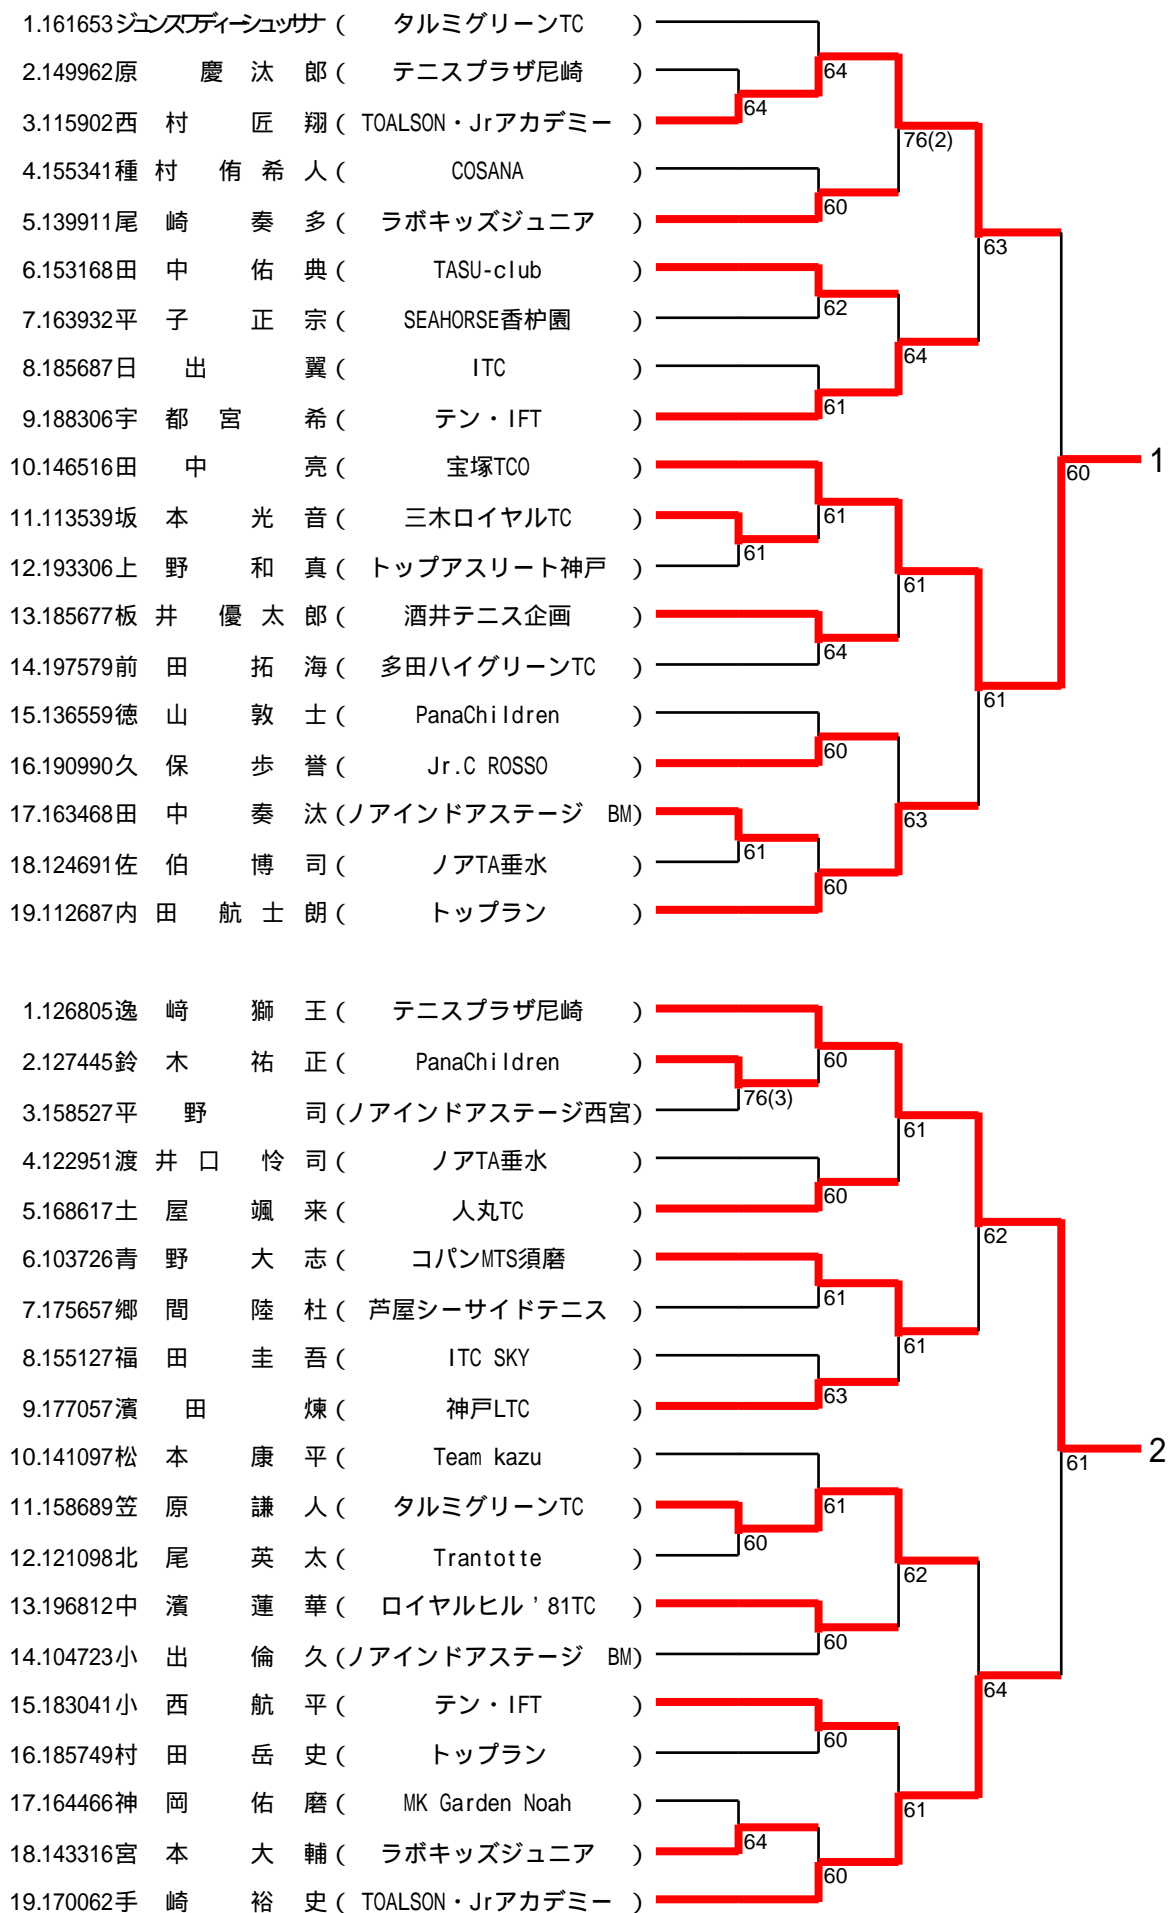 1.161653ジュンスワディーシュッサナ ( タルミグリーンTC )
2.149962原 慶汰郎 ( テニスプラザ尼崎 )
64
64
3.115902西村 匠翔 ( TOALSON・Jrアカデミー )
76(2)
4.155341種村 侑希人 ( COSANA )
60
5.139911尾崎 奏多 ( ラボキッズジュニア )
63
6.153168田中 佑典 ( TASU-club )
62
7.163932平子 正宗 ( SEAHORSE香枦園 )
64
8.185687日出 翼 ( ITC )
61
9.188306宇都宮 希 ( テン・IFT )
10.146516田中 亮 ( 宝塚TCO )
60 1
11.113539坂本 光音 ( 三木ロイヤルTC )
61
61
12.193306上野 和真 ( トップアスリート神戸 )
61
13.185677板井 優太郎 ( 酒井テニス企画 )
64
14.197579前田 拓海 ( 多田ハイグリーンTC )
61
15.136559徳山 敦士 ( PanaChildren )
60
16.190990久保 歩誉 ( Jr.C ROSSO )
17.163468田中 奏汰 (ノアインドアステージ BM)
63
61
18.124691佐伯 博司 ( ノアTA垂水 )
60
19.112687内田 航士朗 ( トップラン )
1.126805逸﨑 獅王 ( テニスプラザ尼崎 )
60
2.127445鈴木 祐正 ( PanaChildren )
76(3)
3.158527平野 司 (ノアインドアステージ西宮)
61
4.122951渡井口 怜司 ( ノアTA垂水 )
60
5.168617土屋 颯来 ( 人丸TC )
62
6.103726青野 大志 ( コパンMTS須磨 )
61
7.175657郷間 陸杜 ( 芦屋シーサイドテニス )
61
8.155127福田 圭吾 ( ITC SKY )
63
9.177057濱田 煉 ( 神戸LTC )
10.141097松本 康平 ( Team kazu )
61 2
11.158689笠原 謙人 ( タルミグリーンTC )
61
60
12.121098北尾 英太 ( Trantotte )
62
13.196812中濱 蓮華 ( ロイヤルヒル'81TC )
60
14.104723小出 倫久 (ノアインドアステージ BM)
64
15.183041小西 航平 ( テン・IFT )
60
16.185749村田 岳史 ( トップラン )
17.164466神岡 佑磨 ( MK Garden Noah )
61
64
18.143316宮本 大輔 ( ラボキッズジュニア )
60
19.170062手崎 裕史 ( TOALSON・Jrアカデミー )